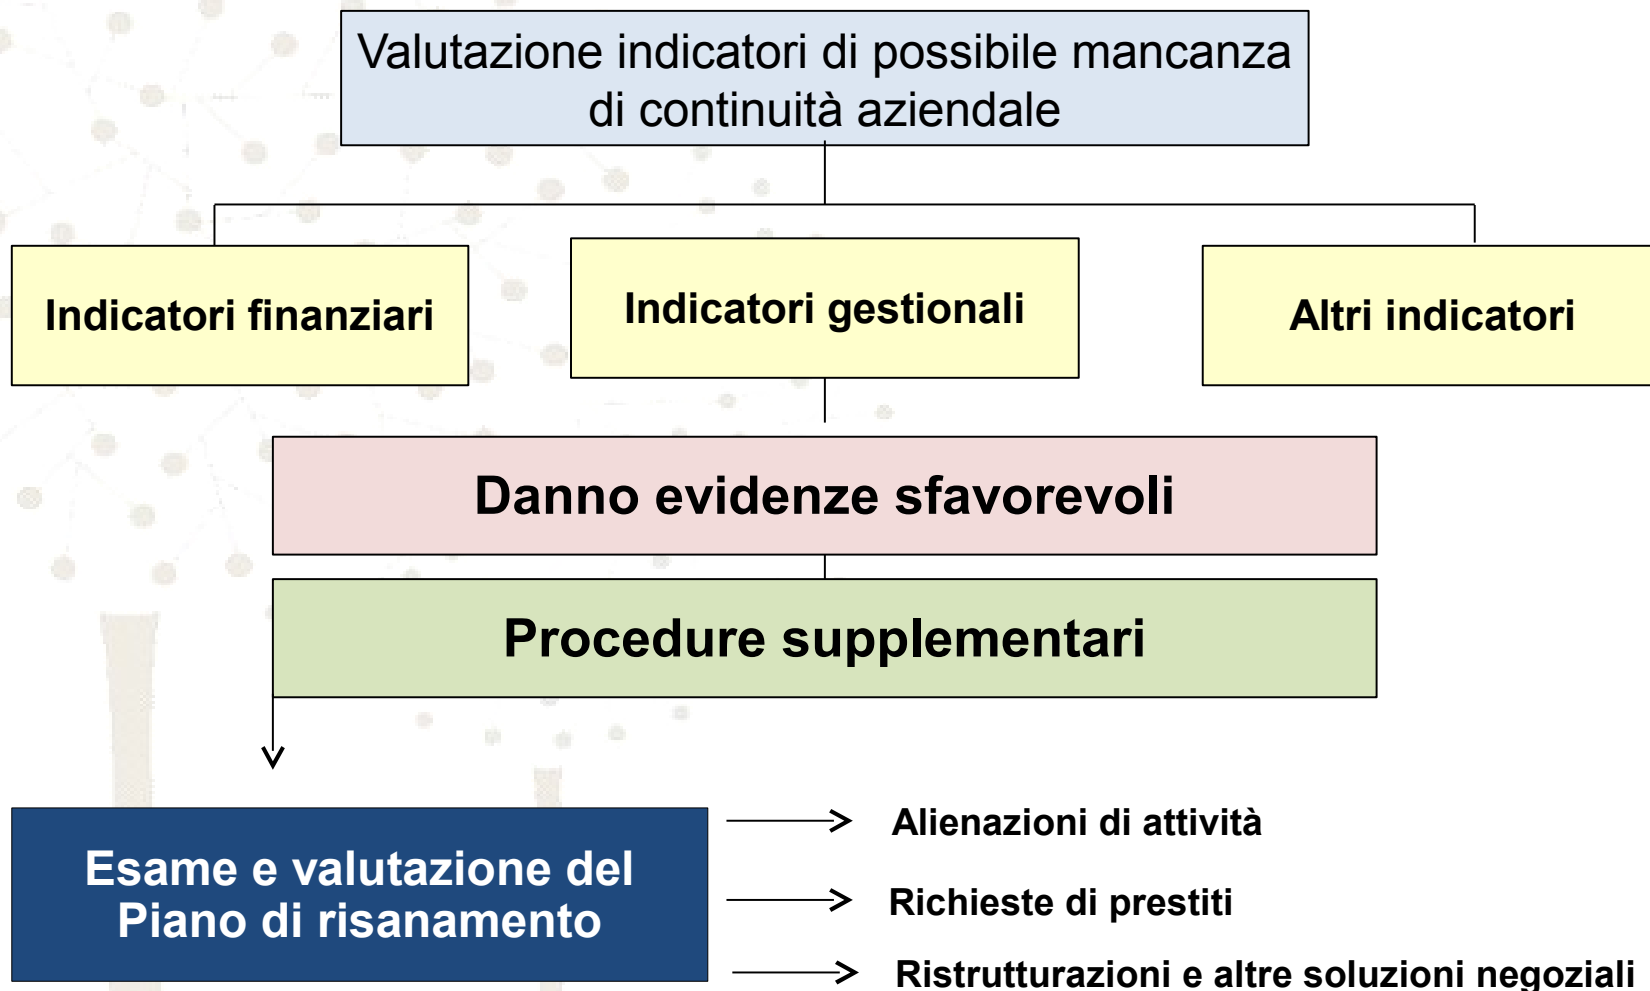 Valutazione indicatori di possibile mancanza
di continuità aziendale
Indicatori finanziari
Indicatori gestionali
Altri indicatori
Danno evidenze sfavorevoli
Procedure supplementari
Esame e valutazione del
Piano di risanamento
Alienazioni di attività
Richieste di prestiti
Ristrutturazioni e altre soluzioni negoziali